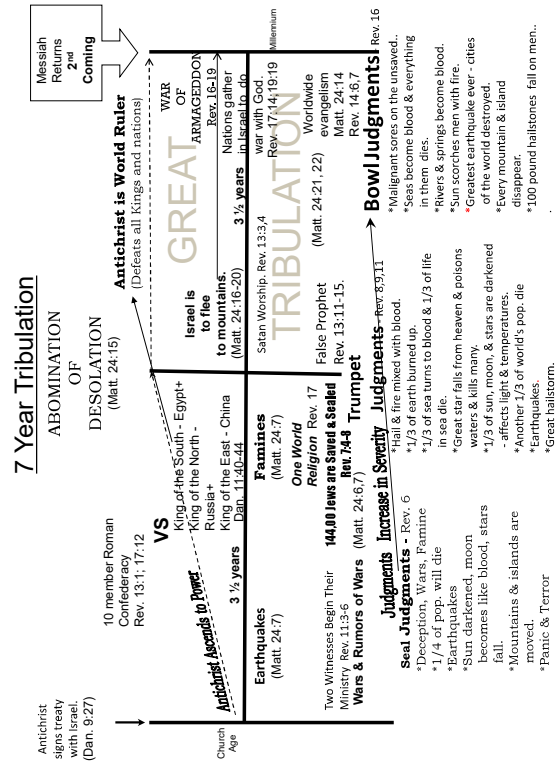 7 Year Tribulation
Antichrist
signs treaty
with Israel.
(Dan. 9:27)
10 member Roman
Confederacy
Rev. 13:1; 17:12
ABOMINATION
OF
DESOLATION
(Matt. 24:15)
Antichrist is World Ruler
(Defeats all Kings and nations)
Messiah
Returns
2nd
Coming
VS
King of the South - Egypt+
King of the North -
Russia+
King of the East - China
Dan. 11:40-44
Antichrist Ascends to Power
3 ½ years
Church
Age
GREAT
TRIBULATION
Israel is
to flee
to mountains.
(Matt. 24:16-20)
3 ½ years
WAR
OF
ARMAGEDDON
Rev. 16-19
Nations gather
in Israel to do
war with God.
Rev. 17:14;19:19
Millennium
Earthquakes
(Matt. 24:7)
Famines
(Matt. 24:7)
One World
Religion Rev. 17
Satan Worship. Rev. 13:3,4
(Matt. 24:21, 22)
Worldwide
evangelism
Matt. 24:14
Rev. 14:6,7
False Prophet
Rev. 13:11-15.
Two Witnesses Begin Their
Ministry Rev. 11:3-6
144,00 Jews are Saved & Sealed
Rev. 7:4-8
Wars & Rumors of Wars (Matt. 24:6,7)
Judgments Increase in Severity
Seal Judgments - Rev. 6
*Deception, Wars, Famine
*1/4 of pop. will die
*Earthquakes
*Sun darkened, moon
becomes like blood, stars
fall.
*Mountains & islands are
moved.
*Panic & Terror
Trumpet
Judgments - Rev. 8,9,11
*Hail & fire mixed with blood.
*1/3 of earth burned up.
*1/3 of sea turns to blood & 1/3 of life
in sea die.
*Great star falls from heaven & poisons
waters & kills many.
*1/3 of sun, moon, & stars are darkened
- affects light & temperatures.
*Another 1/3 of world's pop. die
*Earthquakes.
*Great hailstorm.
Bowl Judgments - Rev. 16
*Malignant sores on the unsaved..
*Seas become blood & everything
in them dies.
*Rivers & springs become blood.
*Sun scorches men with fire.
*Greatest earthquake ever - cities
of the world destroyed.
*Every mountain & island
disappear.
*100 pound hailstones fall on men..
.